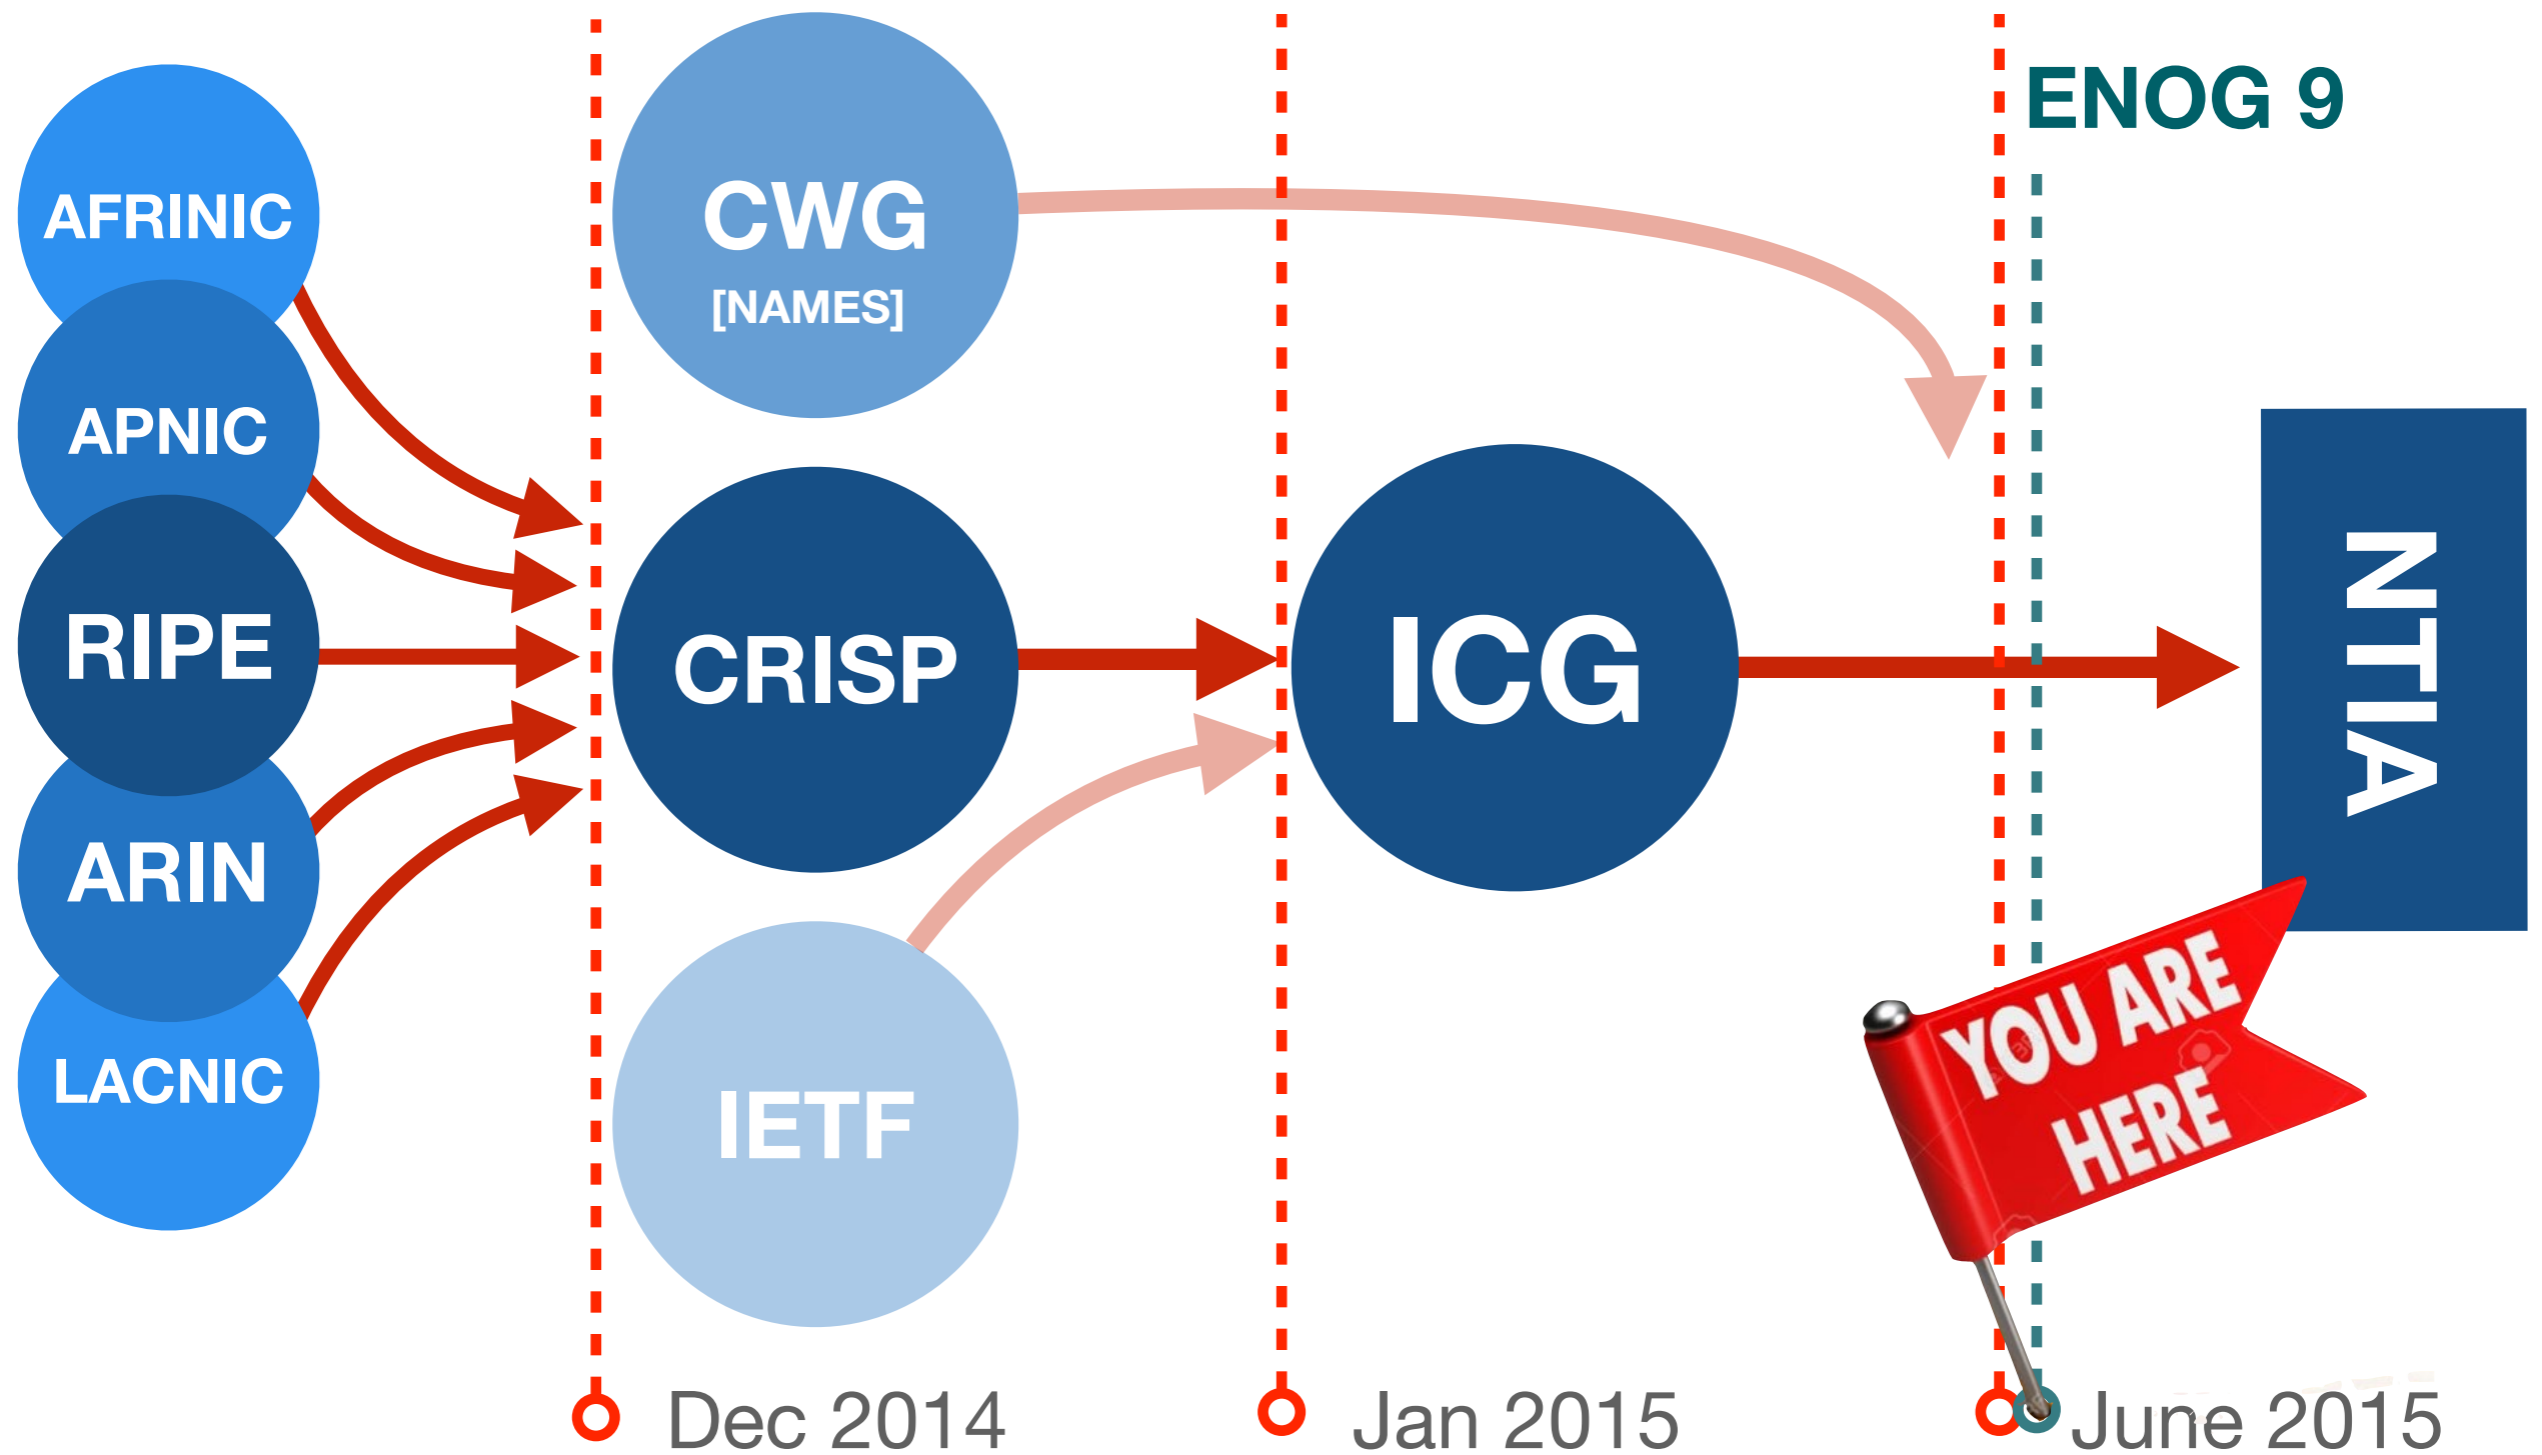 AFRINIC
APNIC
RIPE
ARIN
LACNIC
CWG
[NAMES]
CRISP
IETF
ICG
ENOG 9
NTIA
YOU ARE
HERE
Dec 2014
Jan 2015
June 2015